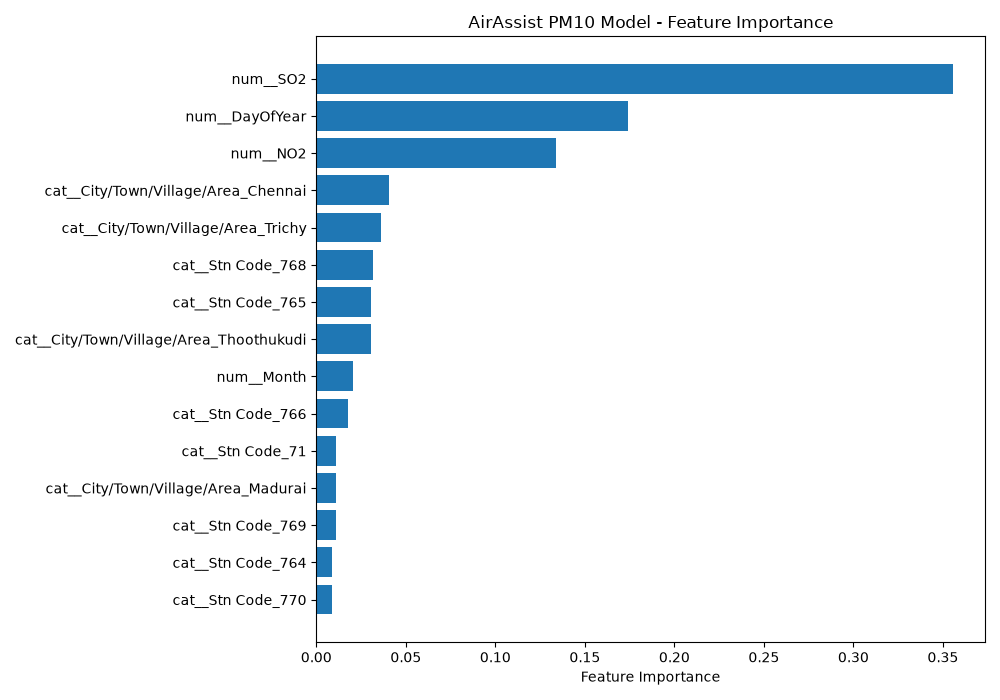 AirAssist PM10 Model - Feature Importance
num__SO2
num__DayOfYear
num__NO2
cat__City/Town/Village/Area_Chennai
cat__City/Town/Village/Area_Trichy
cat__Stn Code_768
cat__Stn Code_765
cat__City/Town/Village/Area_Thoothukudi
num__Month
cat__Stn Code_766
cat__Stn Code_71
cat__City/Town/Village/Area_Madurai
cat__Stn Code_769
cat__Stn Code_764
cat__Stn Code_770
0.00 0.05 0.10 0.15 0.20 0.25 0.30 0.35
Feature Importance